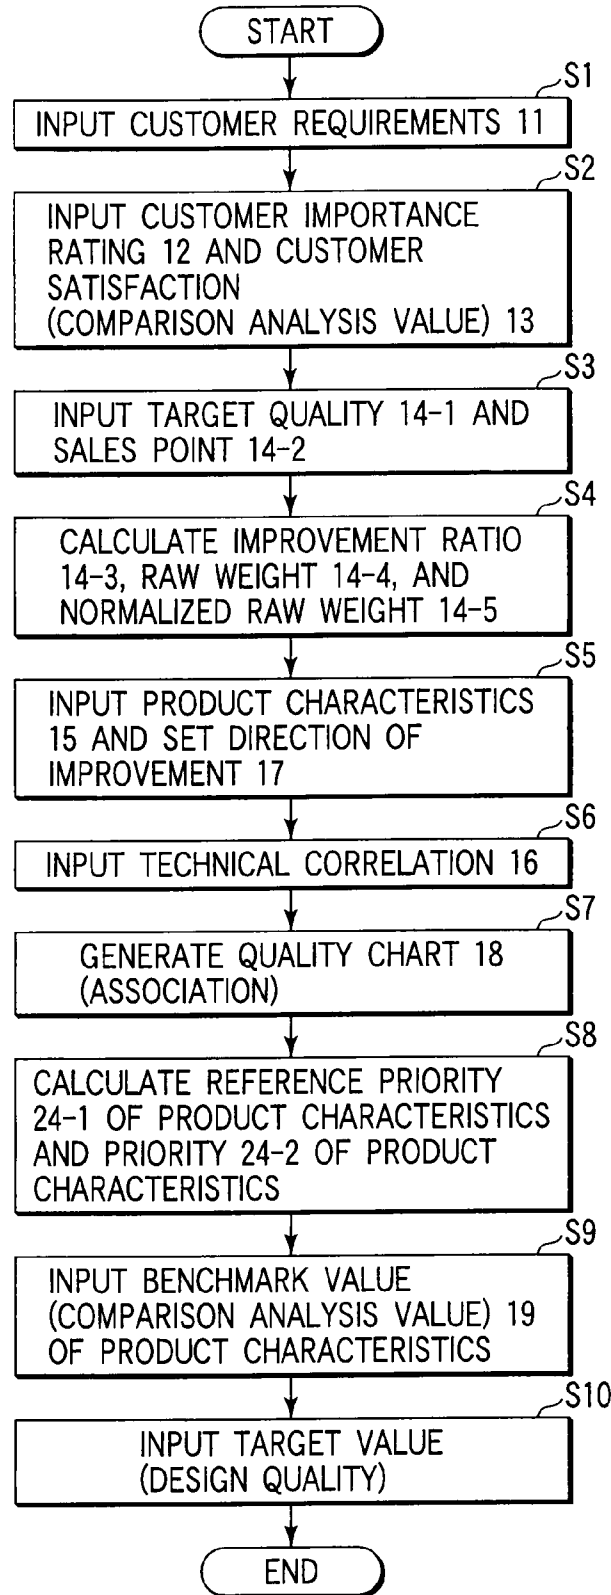 START
S1
INPUT CUSTOMER REQUIREMENTS 11
S2
INPUT CUSTOMER IMPORTANCE
RATING 12 AND CUSTOMER
SATISFACTION
(COMPARISON ANALYSIS VALUE) 13
S3
INPUT TARGET QUALITY 14-1 AND
SALES POINT 14-2
S4
CALCULATE IMPROVEMENT RATIO
14-3, RAW WEIGHT 14-4, AND
NORMALIZED RAW WEIGHT 14-5
S5
INPUT PRODUCT CHARACTERISTICS
15 AND SET DIRECTION OF
IMPROVEMENT 17
S6
INPUT TECHNICAL CORRELATION 16
S7
GENERATE QUALITY CHART 18
(ASSOCIATION)
S8
CALCULATE REFERENCE PRIORITY
24-1 OF PRODUCT CHARACTERISTICS
AND PRIORITY 24-2 OF PRODUCT
CHARACTERISTICS
S9
INPUT BENCHMARK VALUE
(COMPARISON ANALYSIS VALUE) 19
OF PRODUCT CHARACTERISTICS
S10
INPUT TARGET VALUE
(DESIGN QUALITY)
END